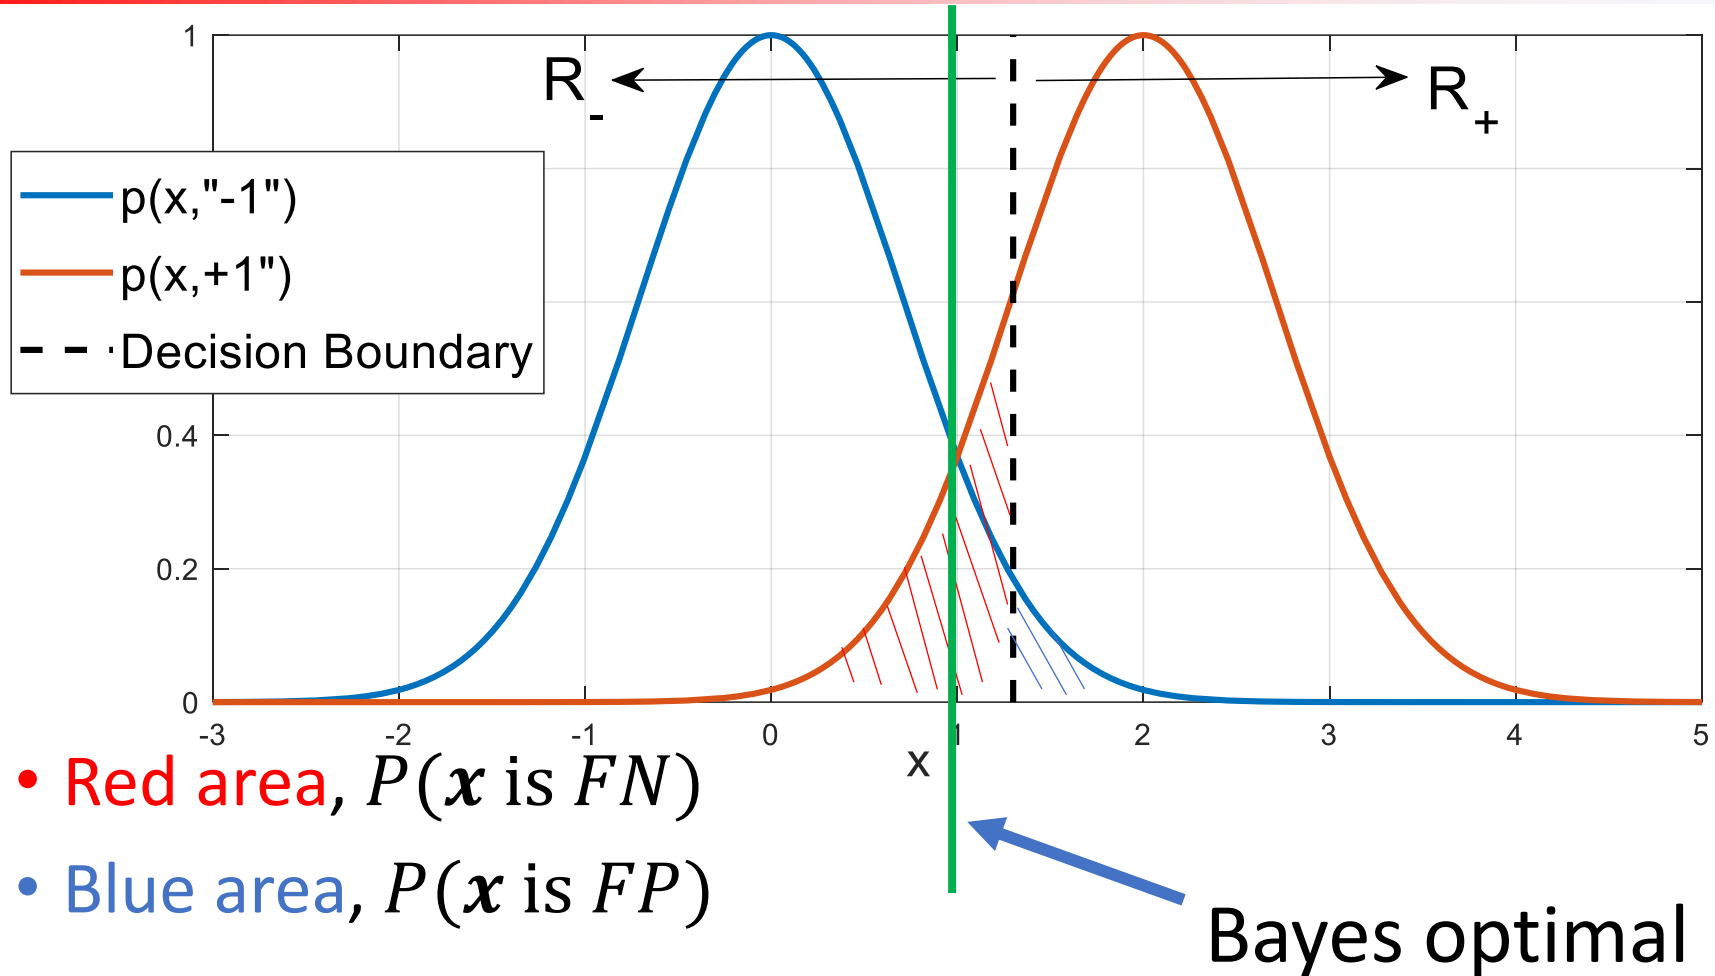 1
R-
R+
p(x,"-1")
p(x,+1")
Decision Boundary
0.4
0.2
0
-3 -2 -1 0 1 2 3 4 5
x
• Red area, P(x is FN)
• Blue area, P(x is FP)
Bayes optimal